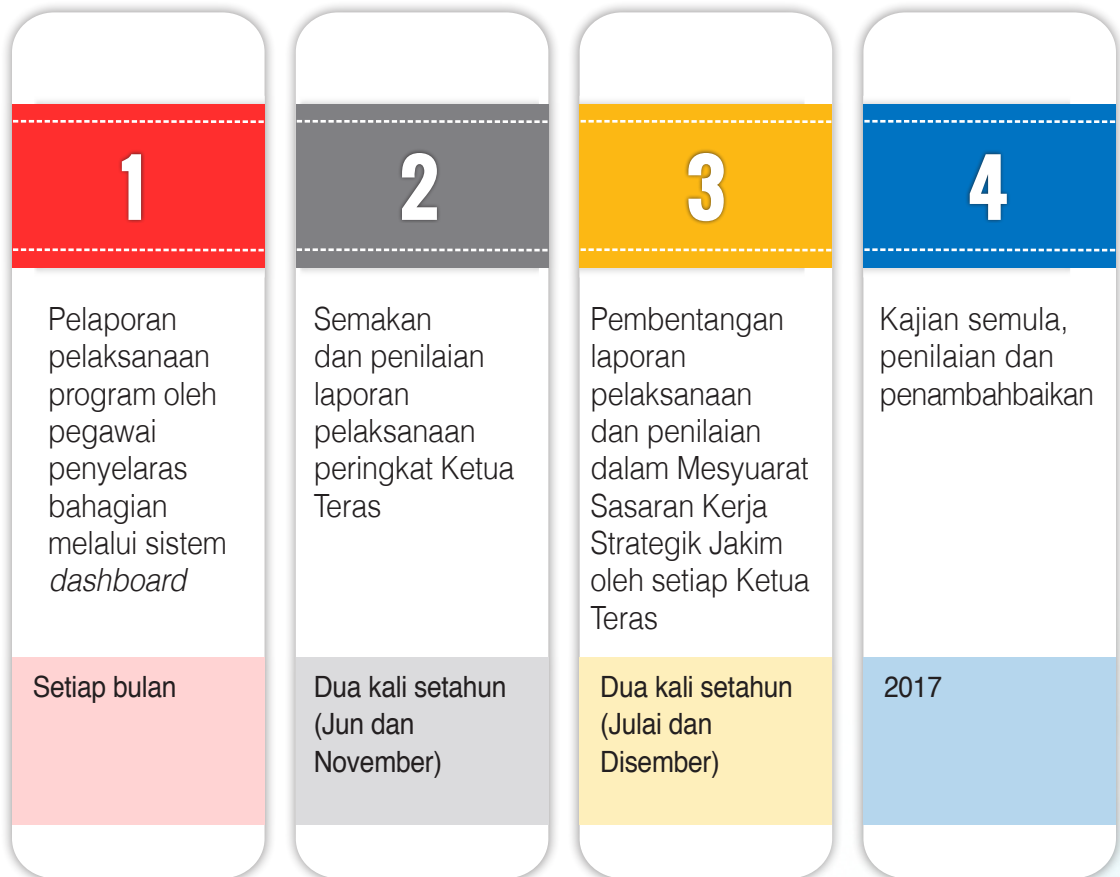 1
Pelaporan
pelaksanaan
program oleh
pegawai
penyelaras
bahagian
melalui sistem
dashboard
Setiap bulan
2
Semakan
dan penilaian
laporan
pelaksanaan
peringkat Ketua
Teras
Dua kali setahun
(Jun dan
November)
3
Pembentangan
laporan
pelaksanaan
dan penilaian
dalam Mesyuarat
Sasaran Kerja
Strategik Jakim
oleh setiap Ketua
Teras
Dua kali setahun
(Julai dan
Disember)
4
Kajian semula,
penilaian dan
penambahbaikan
2017